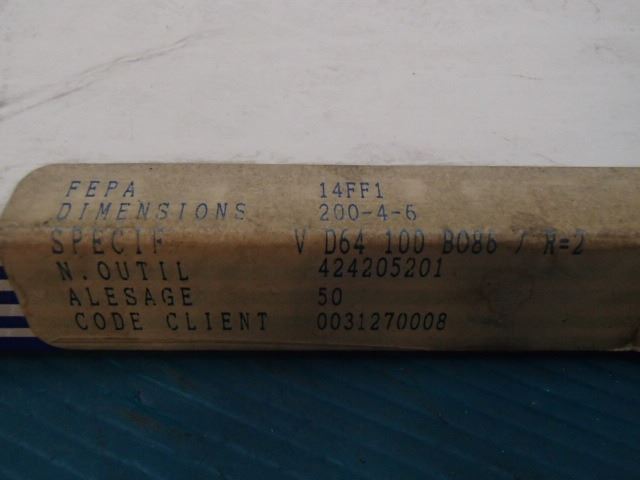 FEPA 14FF1
DIMENSIONS 200-4-6
SPECIF V D64 100 B086 / R=2
N.OUTIL 424205201
ALESAGE 50
CODE CLIENT 0031270008